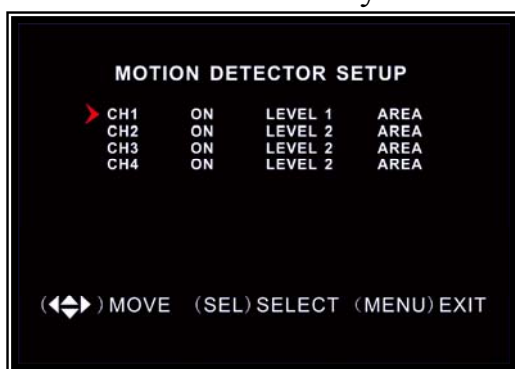 MOTION DETECTOR SETUP
CH1 ON LEVEL 1 AREA
CH2 ON LEVEL 2 AREA
CH3 ON LEVEL 2 AREA
CH4 ON LEVEL 2 AREA
( ) MOVE (SEL) SELECT (MENU) EXIT